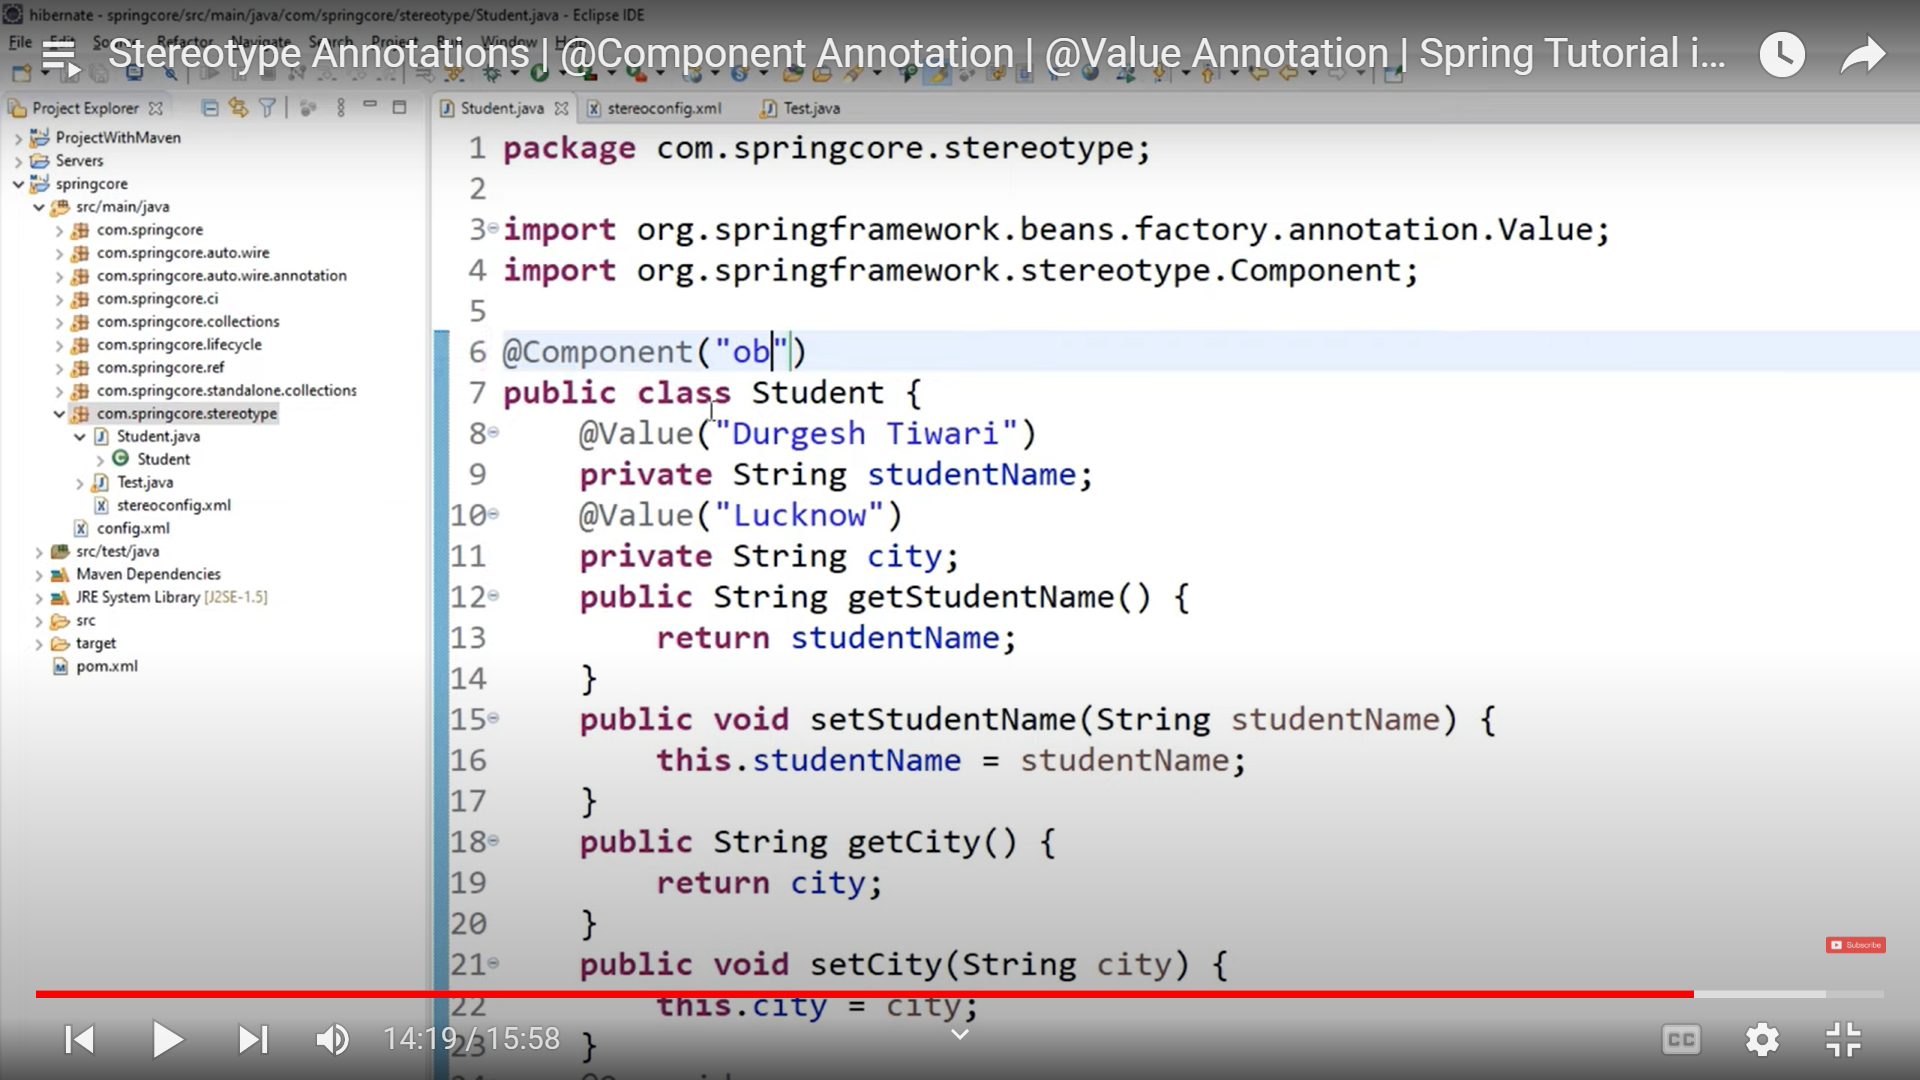 hibernate - springcore/src/main/java/com/springcore/stereotype/Student.java - Eclipse IDE
File Edit Source Refactor Navigate Search Project Run Window Help
Stereotype Annotations | @Component Annotation | @Value Annotation | Spring Tutorial i...
Project Explorer
ProjectWithMaven
Servers
springcore
src/main/java
com.springcore
com.springcore.auto.wire
com.springcore.auto.wire.annotation
com.springcore.ci
com.springcore.collections
com.springcore.lifecycle
com.springcore.ref
com.springcore.standalone.collections
com.springcore.stereotype
Student.java
Student
Test.java
stereoconfig.xml
config.xml
src/test/java
Maven Dependencies
JRE System Library [J2SE-1.5]
src
target
pom.xml
Student.java stereoconfig.xml Test.java
1 package com.springcore.stereotype;
2
3 import org.springframework.beans.factory.annotation.Value;
4 import org.springframework.stereotype.Component;
5
6 @Component("ob")
7 public class Student {
8 @Value("Durgesh Tiwari")
9 private String studentName;
10 @Value("Lucknow")
11 private String city;
12 public String getStudentName() {
13 return studentName;
14 }
15 public void setStudentName(String studentName) {
16 this.studentName = studentName;
17 }
18 public String getCity() {
19 return city;
20 }
21 public void setCity(String city) {
22 this.city = city;
23 }
Subscribe
14:19 / 15:58
CC